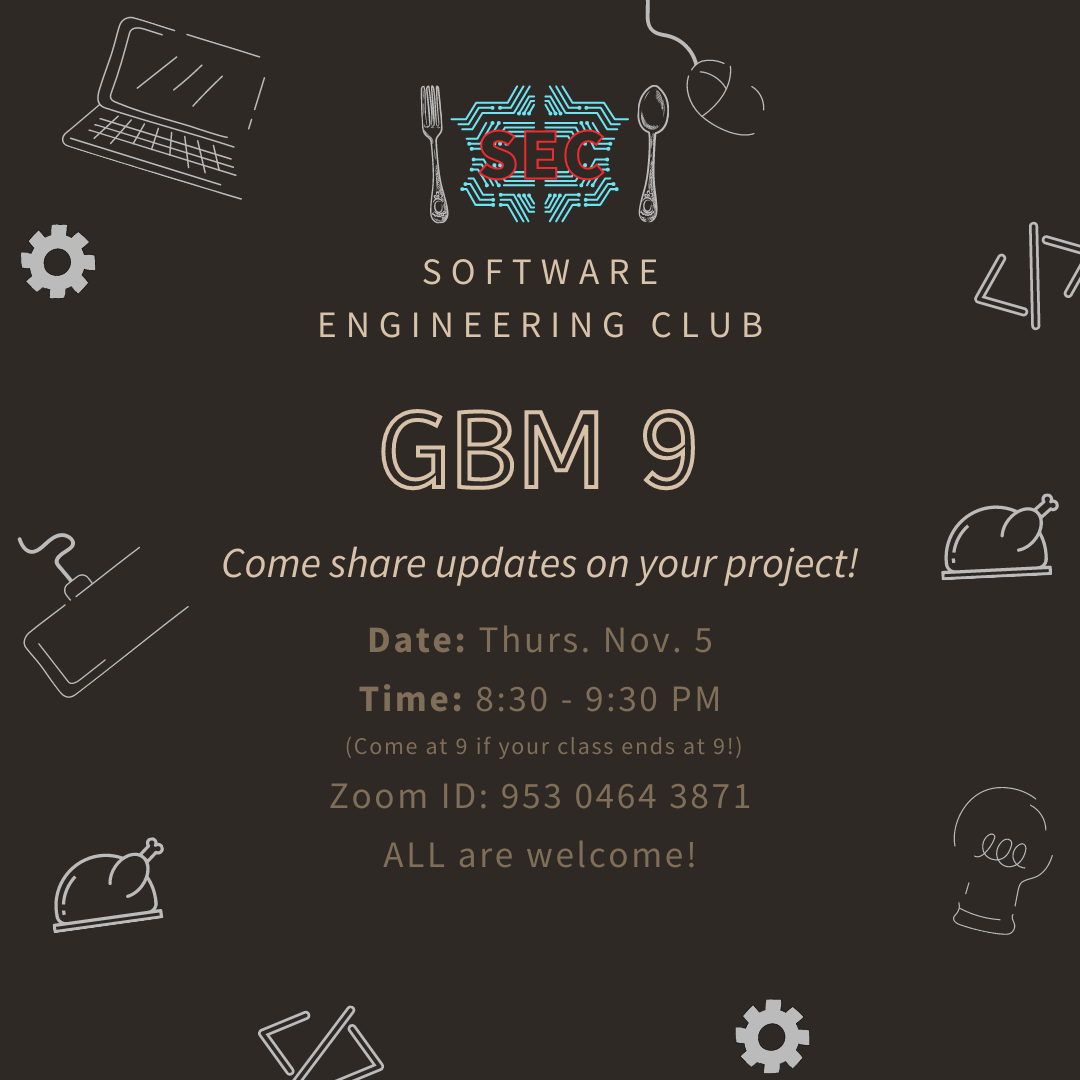 SEC
SOFTWARE
ENGINEERING CLUB
GBM 9
Come share updates on your project!
Date: Thurs. Nov. 5
Time: 8:30 - 9:30 PM
(Come at 9 if your class ends at 9!)
Zoom ID: 953 0464 3871
ALL are welcome!